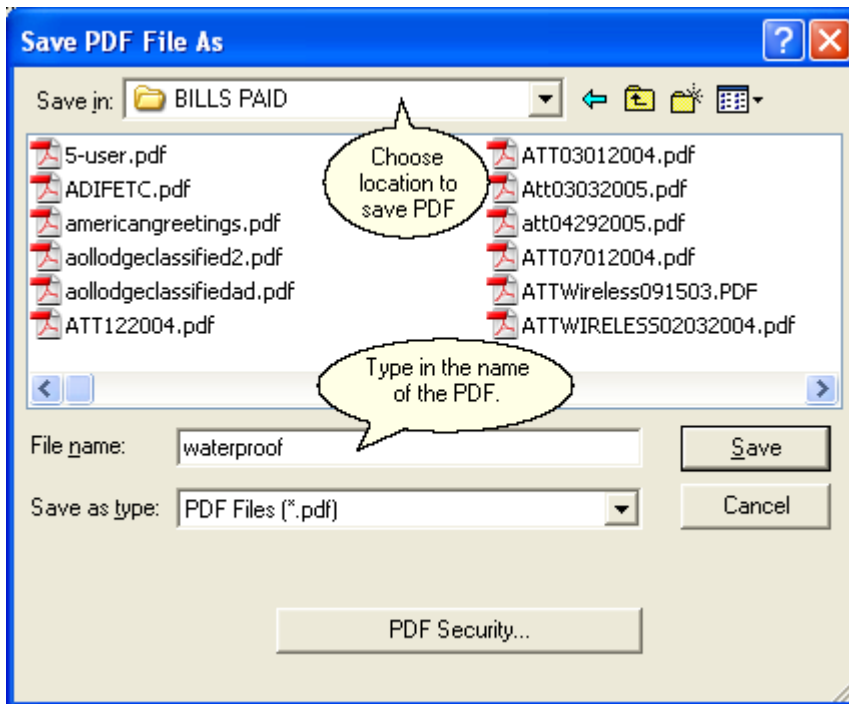 Save PDF File As
Save in: BILLS PAID
Choose
location to
save PDF
5-user.pdf
ADIFETC.pdf
americangreetings.pdf
aollodgeclassified2.pdf
aollodgeclassifiedad.pdf
ATT122004.pdf
ATT03012004.pdf
Att03032005.pdf
att04292005.pdf
ATT07012004.pdf
ATTWireless091503.PDF
ATTWIRELESS02032004.pdf
Type in the name
of the PDF.
File name: waterproof
Save
Save as type: PDF Files (*.pdf)
Cancel
PDF Security...